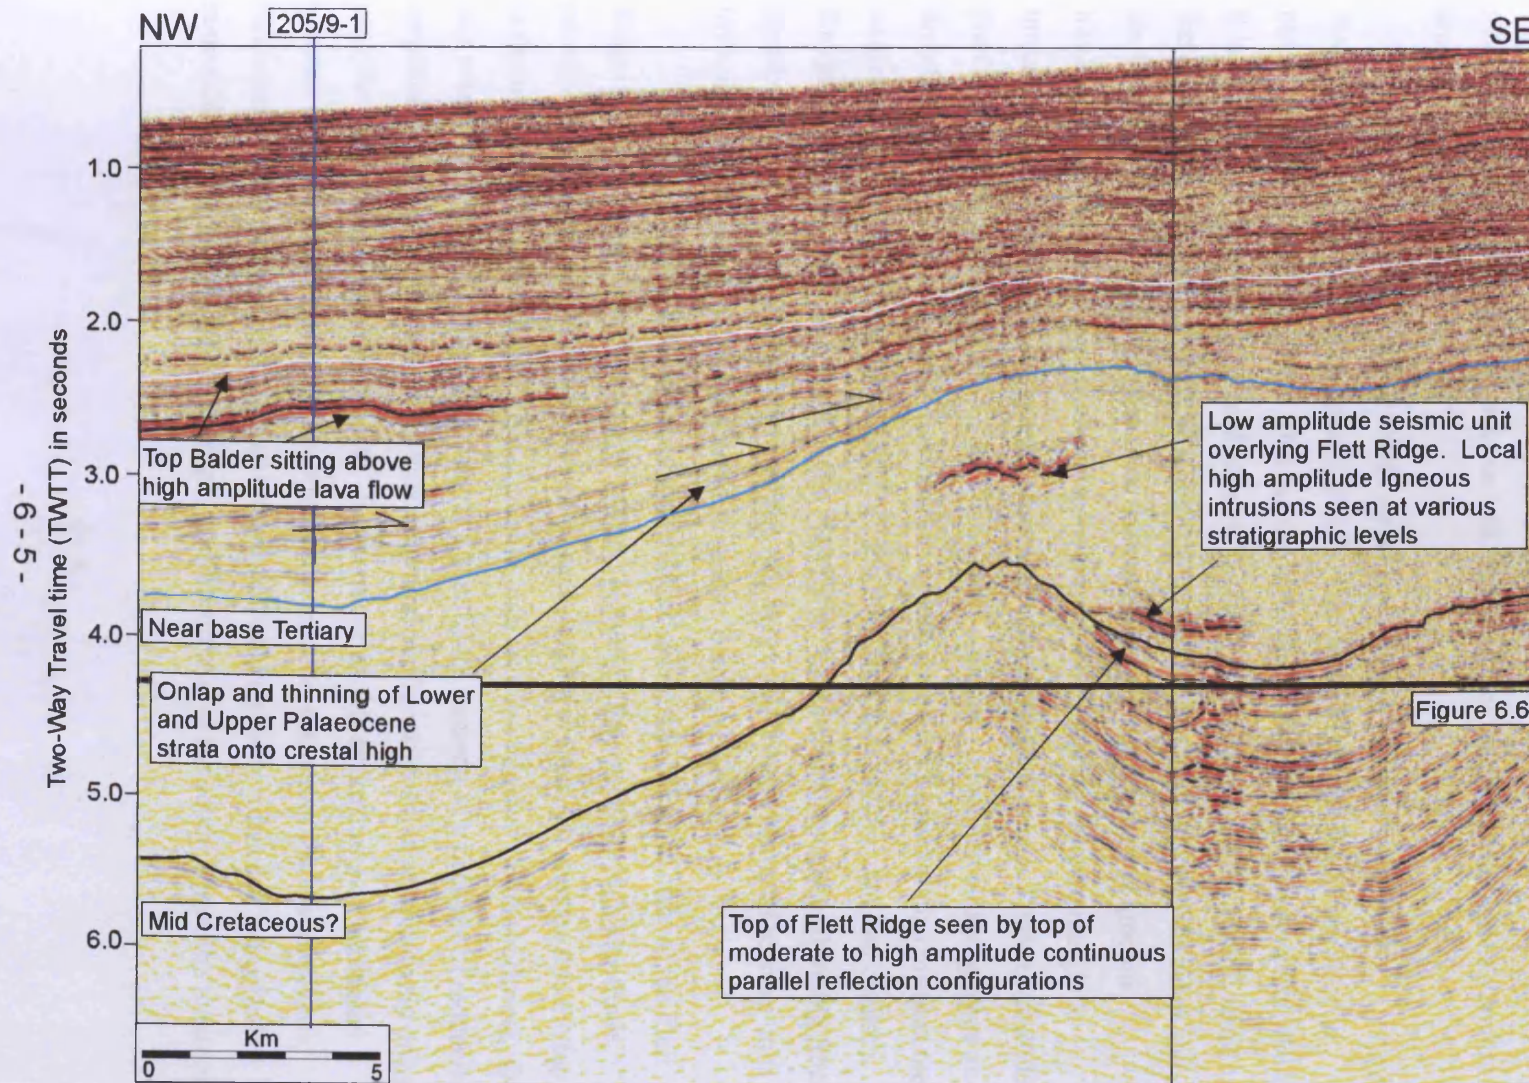 NW
205/9-1
SE
- 6-5 -
Two-Way Travel time (TWTT) in seconds
1.0
2.0
3.0
4.0
5.0
6.0
Top Balder sitting above
high amplitude lava flow
Low amplitude seismic unit
overlying Flett Ridge. Local
high amplitude Igneous
intrusions seen at various
stratigraphic levels
Near base Tertiary
Onlap and thinning of Lower
and Upper Palaeocene
strata onto crestal high
Figure 6.6
Mid Cretaceous?
Top of Flett Ridge seen by top of
moderate to high amplitude continuous
parallel reflection configurations
Km
0 5